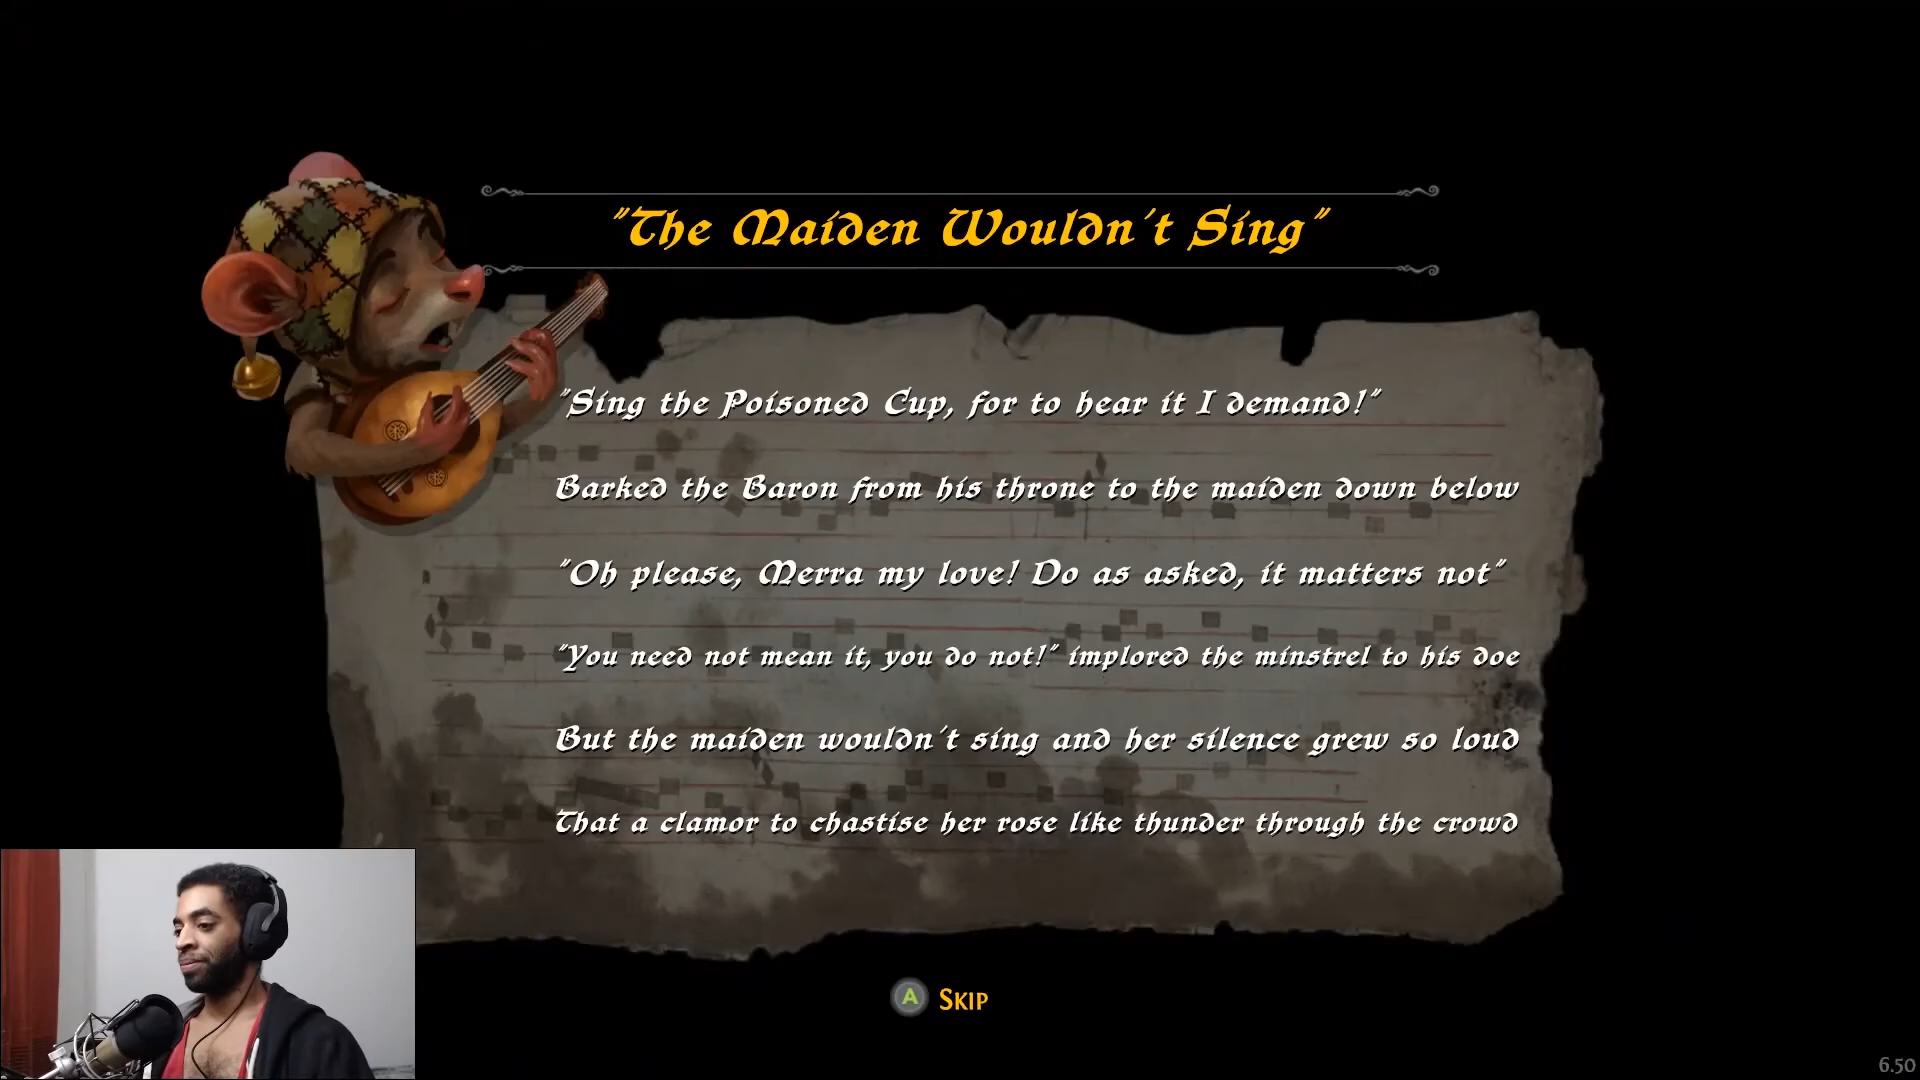 "The Maiden Wouldn't Sing"
"Sing the Poisoned Cup, for to hear it I demand!"
Barked the Baron from his throne to the maiden down below
"Oh please, Merra my love! Do as asked, it matters not"
"You need not mean it, you do not!" implored the minstrel to his doe
But the maiden wouldn't sing and her silence grew so loud
That a clamor to chastise her rose like thunder through the crowd
A Skip
6.50